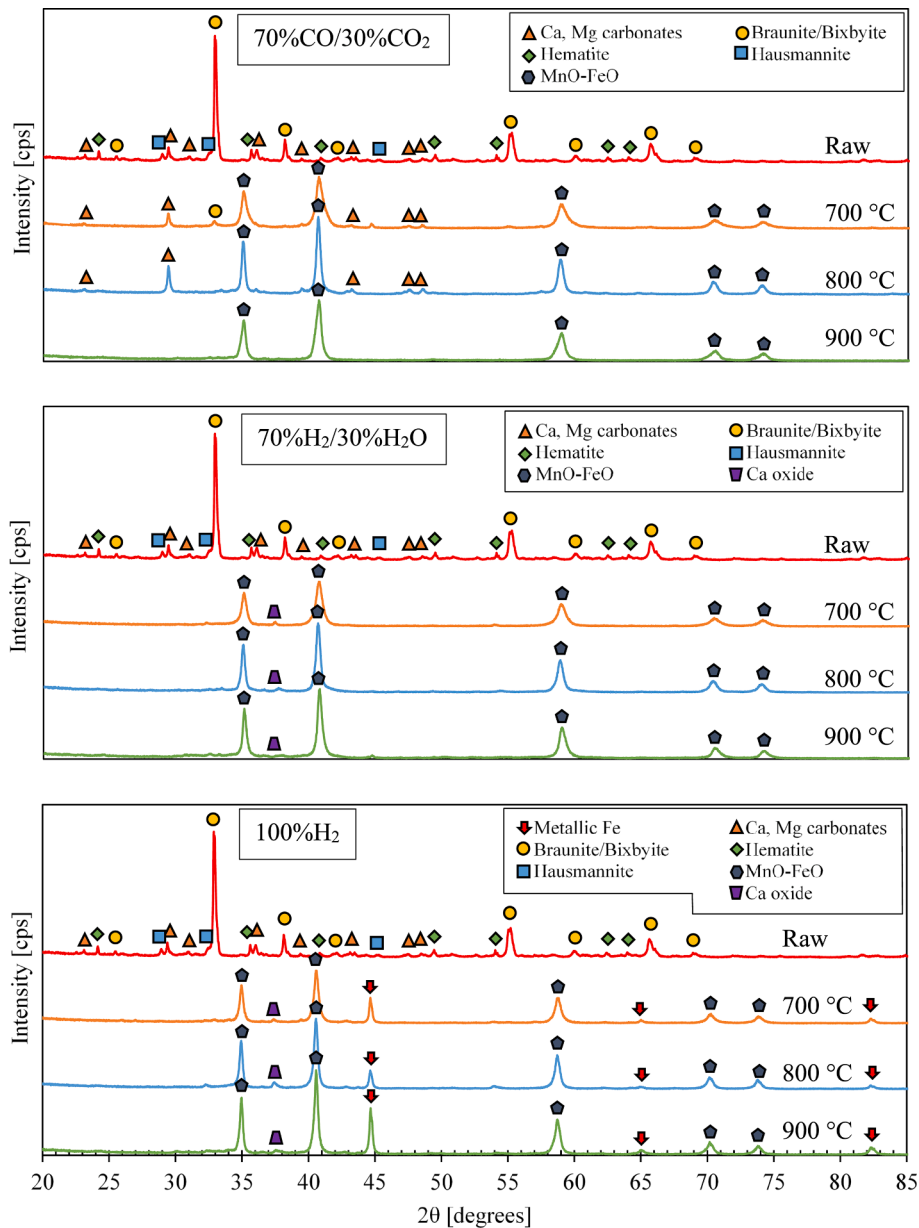 70%CO/30%CO₂
Ca, Mg carbonates
Braunite/Bixbyite
Hematite
Hausmannite
MnO-FeO
Raw
700 °C
800 °C
900 °C
Intensity [cps]
70%H₂/30%H₂O
Ca, Mg carbonates
Braunite/Bixbyite
Hematite
Hausmannite
MnO-FeO
Ca oxide
Raw
700 °C
800 °C
900 °C
Intensity [cps]
100%H₂
Metallic Fe
Ca, Mg carbonates
Braunite/Bixbyite
Hematite
Hausmannite
MnO-FeO
Ca oxide
Raw
700 °C
800 °C
900 °C
Intensity [cps]
20 25 30 35 40 45 50 55 60 65 70 75 80 85
2θ [degrees]